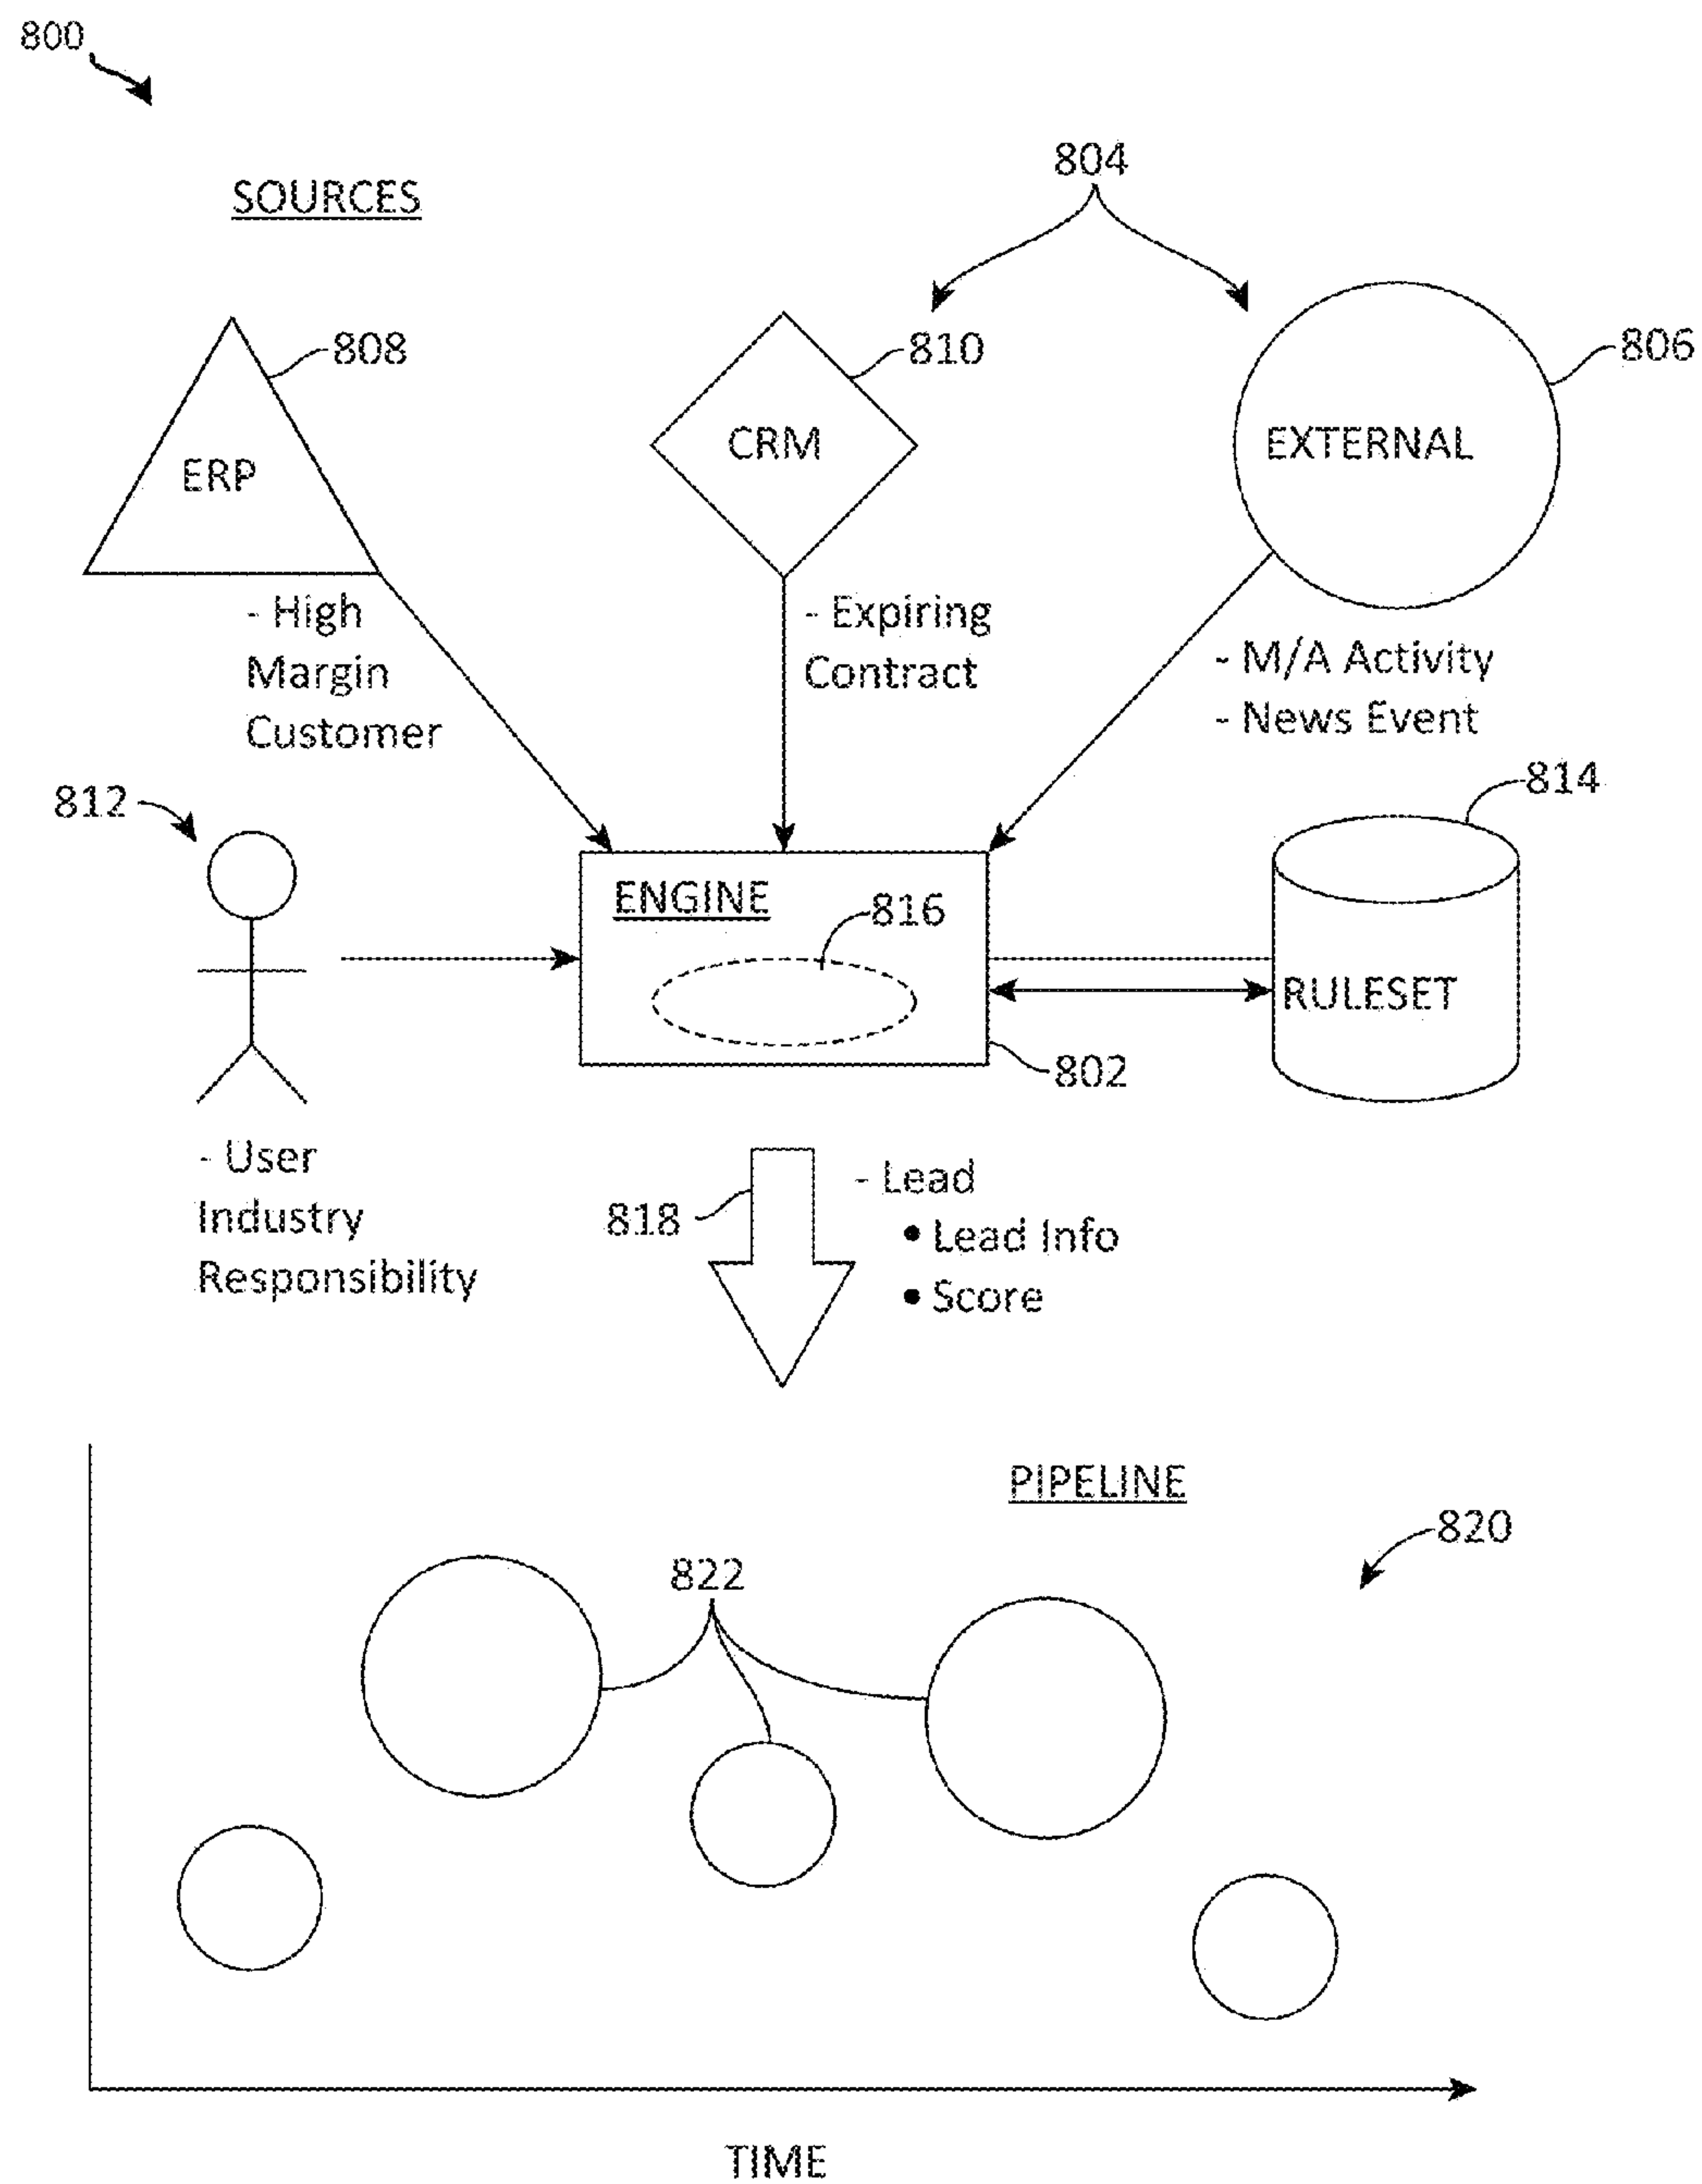 800
804
SOURCES
808
810
806
ERP
CRM
EXTERNAL
- High
Margin
Customer
- Expiring
Contract
- M/A Activity
- News Event
812
814
ENGINE
816
RULESET
802
- User
Industry
Responsibility
818
- Lead
• Lead Info
• Score
PIPELINE
820
822
TIME